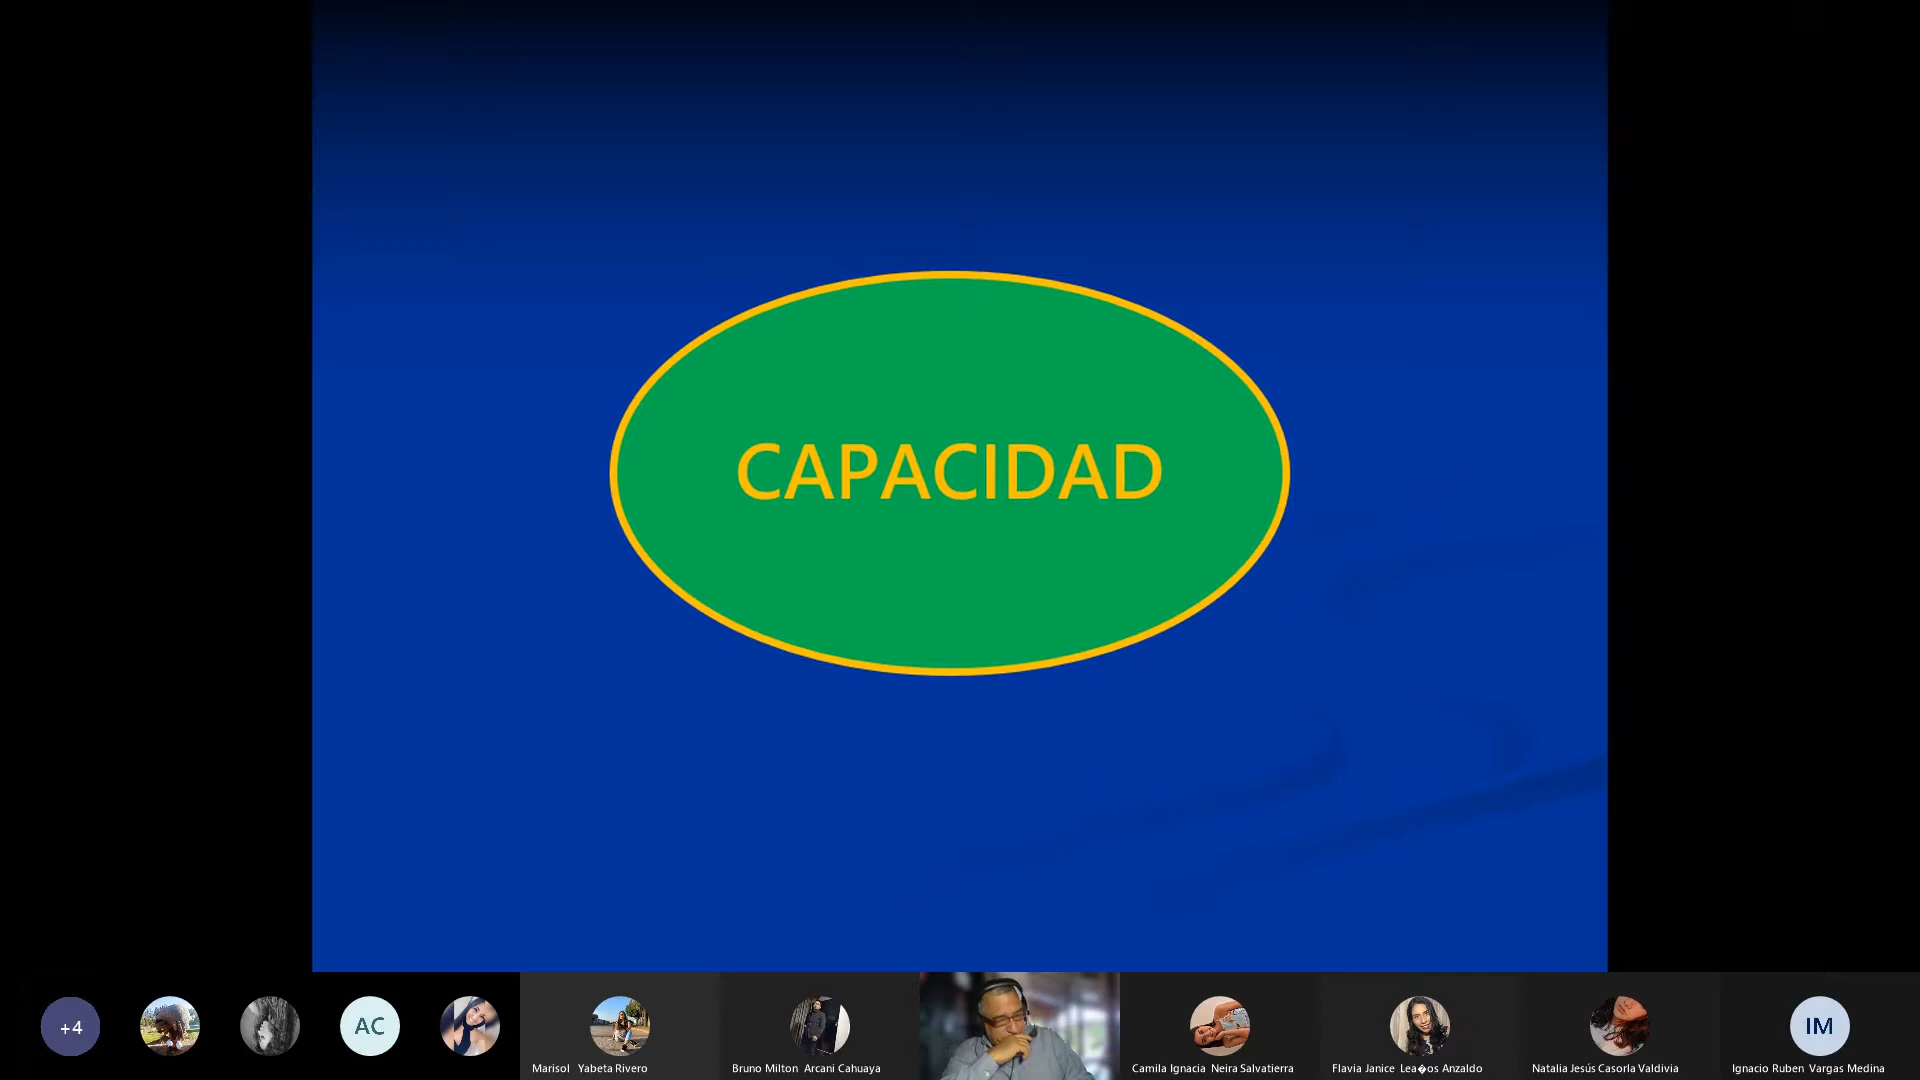 CAPACIDAD
+4
AC
Marisol Yabeta Rivero
Bruno Milton Arcani Cahuaya
Camila Ignacia Neira Salvatierra
Flavia Janice Lea�os Anzaldo
Natalia Jesús Casorla Valdivia
IM
Ignacio Ruben Vargas Medina